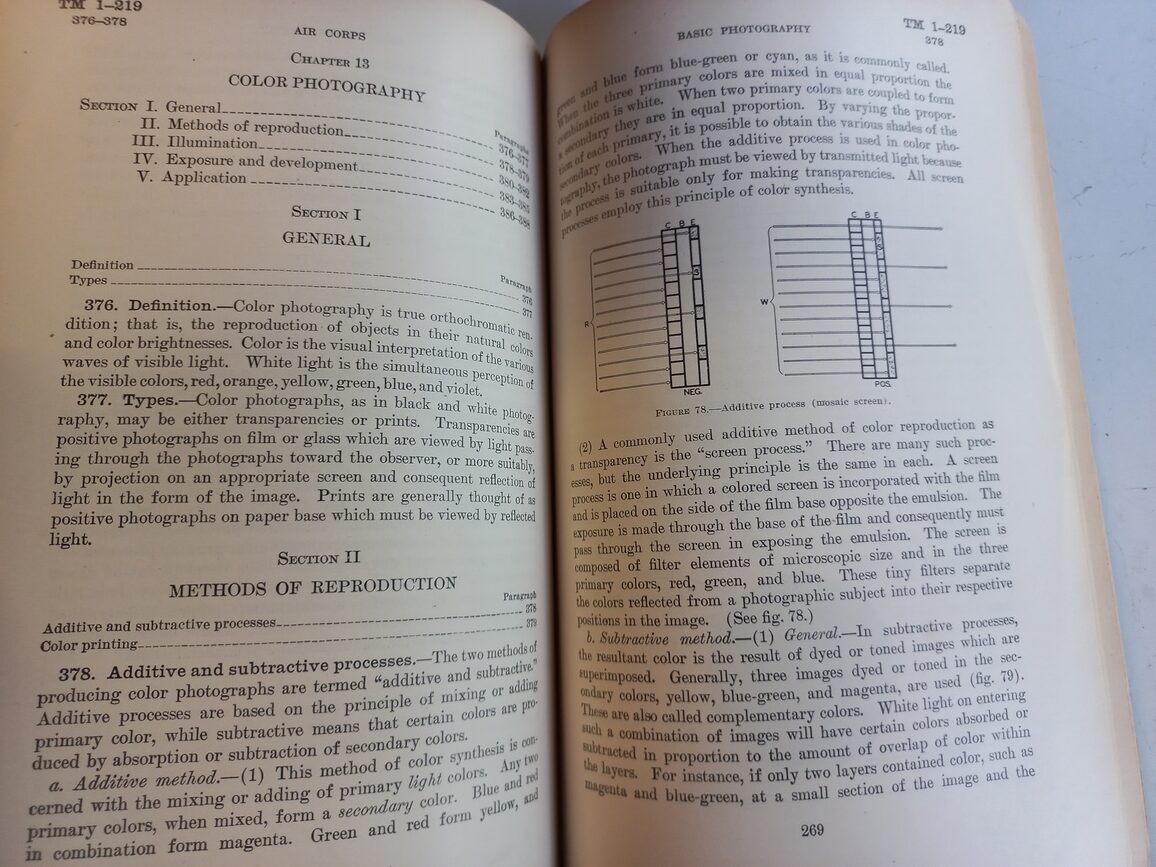 TM 1–219
376–378
AIR CORPS
CHAPTER 13
COLOR PHOTOGRAPHY
Paragraphs
SECTION I. General 376–377
II. Methods of reproduction 378–379
III. Illumination 380–382
IV. Exposure and development 383–385
V. Application 386–388
SECTION I
GENERAL
Paragraph
Definition 376
Types 377
376. Definition.—Color photography is true orthochromatic ren-
dition; that is, the reproduction of objects in their natural colors
and color brightnesses. Color is the visual interpretation of the various
waves of visible light. White light is the simultaneous perception of
the visible colors, red, orange, yellow, green, blue, and violet.
377. Types.—Color photographs, as in black and white photog-
raphy, may be either transparencies or prints. Transparencies are
positive photographs on film or glass which are viewed by light pass-
ing through the photographs toward the observer, or more suitably,
by projection on an appropriate screen and consequent reflection of
light in the form of the image. Prints are generally thought of as
positive photographs on paper base which must be viewed by reflected
light.
SECTION II
METHODS OF REPRODUCTION
Paragraph
Additive and subtractive processes 378
Color printing 379
378. Additive and subtractive processes.—The two methods of
producing color photographs are termed "additive and subtractive."
Additive processes are based on the principle of mixing or adding
primary color, while subtractive means that certain colors are pro-
duced by absorption or subtraction of secondary colors.
a. Additive method.—(1) This method of color synthesis is con-
cerned with the mixing or adding of primary light colors. Any two
primary colors, when mixed, form a secondary color. Blue and red
in combination form magenta. Green and red form yellow, and
BASIC PHOTOGRAPHY
TM 1–219
378
green and blue form blue-green or cyan, as it is commonly called.
When the three primary colors are mixed in equal proportion the
combination is white. When two primary colors are coupled to form
a secondary they are in equal proportion. By varying the propor-
tion of each primary, it is possible to obtain the various shades of the
secondary colors. When the additive process is used in color pho-
tography, the photograph must be viewed by transmitted light because
the process is suitable only for making transparencies. All screen
processes employ this principle of color synthesis.
C B E
R
NEG.
C B E
W
POS.
FIGURE 78.—Additive process (mosaic screen).
(2) A commonly used additive method of color reproduction as
a transparency is the "screen process." There are many such proc-
esses, but the underlying principle is the same in each. A screen
process is one in which a colored screen is incorporated with the film
and is placed on the side of the film base opposite the emulsion. The
exposure is made through the base of the film and consequently must
pass through the screen in exposing the emulsion. The screen is
composed of filter elements of microscopic size and in the three
primary colors, red, green, and blue. These tiny filters separate
the colors reflected from a photographic subject into their respective
positions in the image. (See fig. 78.)
b. Subtractive method.—(1) General.—In subtractive processes,
the resultant color is the result of dyed or toned images which are
superimposed. Generally, three images dyed or toned in the sec-
ondary colors, yellow, blue-green, and magenta, are used (fig. 79).
These are also called complementary colors. White light on entering
such a combination of images will have certain colors absorbed or
subtracted in proportion to the amount of overlap of color within
the layers. For instance, if only two layers contained color, such as
magenta and blue-green, at a small section of the image and the
269